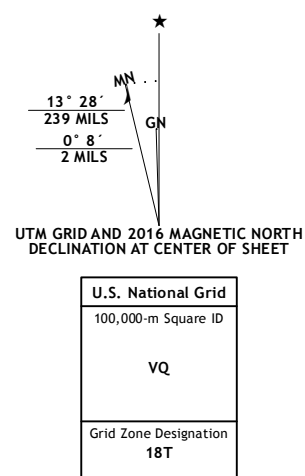 ★
MN
GN
13° 28´
239 MILS
0° 8´
2 MILS
UTM GRID AND 2016 MAGNETIC NORTH
DECLINATION AT CENTER OF SHEET
U.S. National Grid
100,000-m Square ID
VQ
Grid Zone Designation
18T